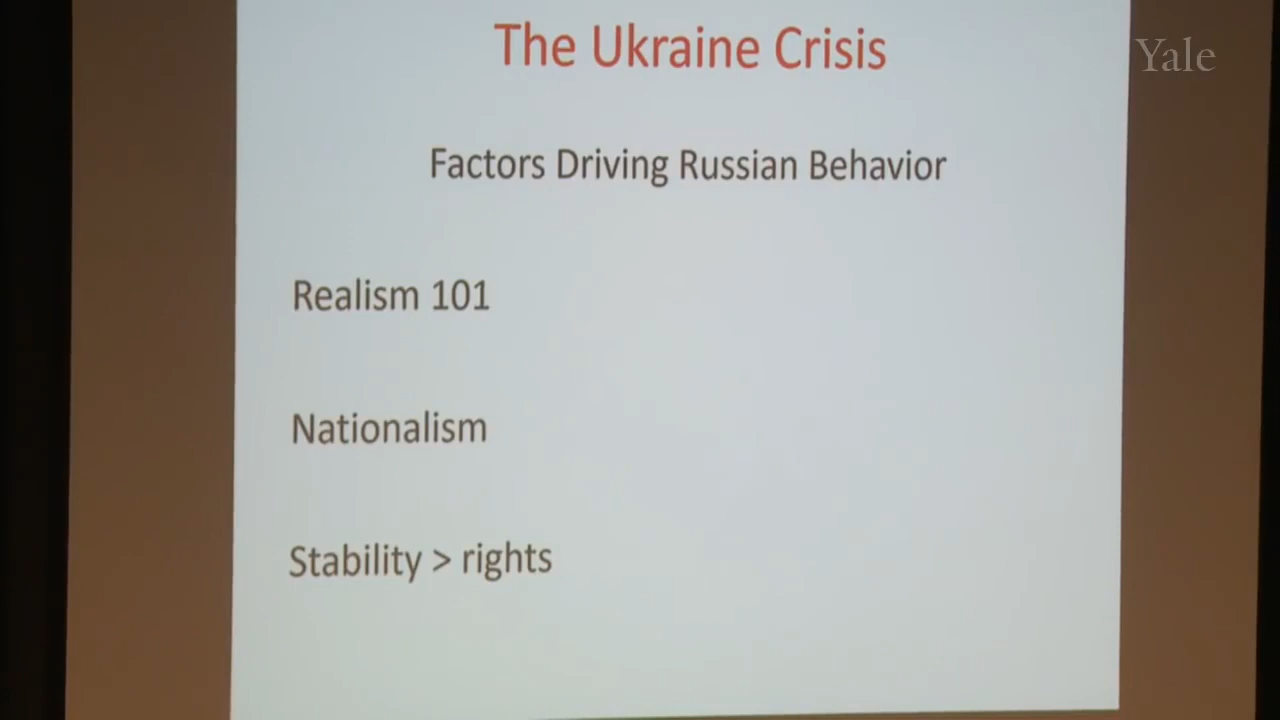 The Ukraine Crisis
Yale
Factors Driving Russian Behavior
Realism 101
Nationalism
Stability > rights